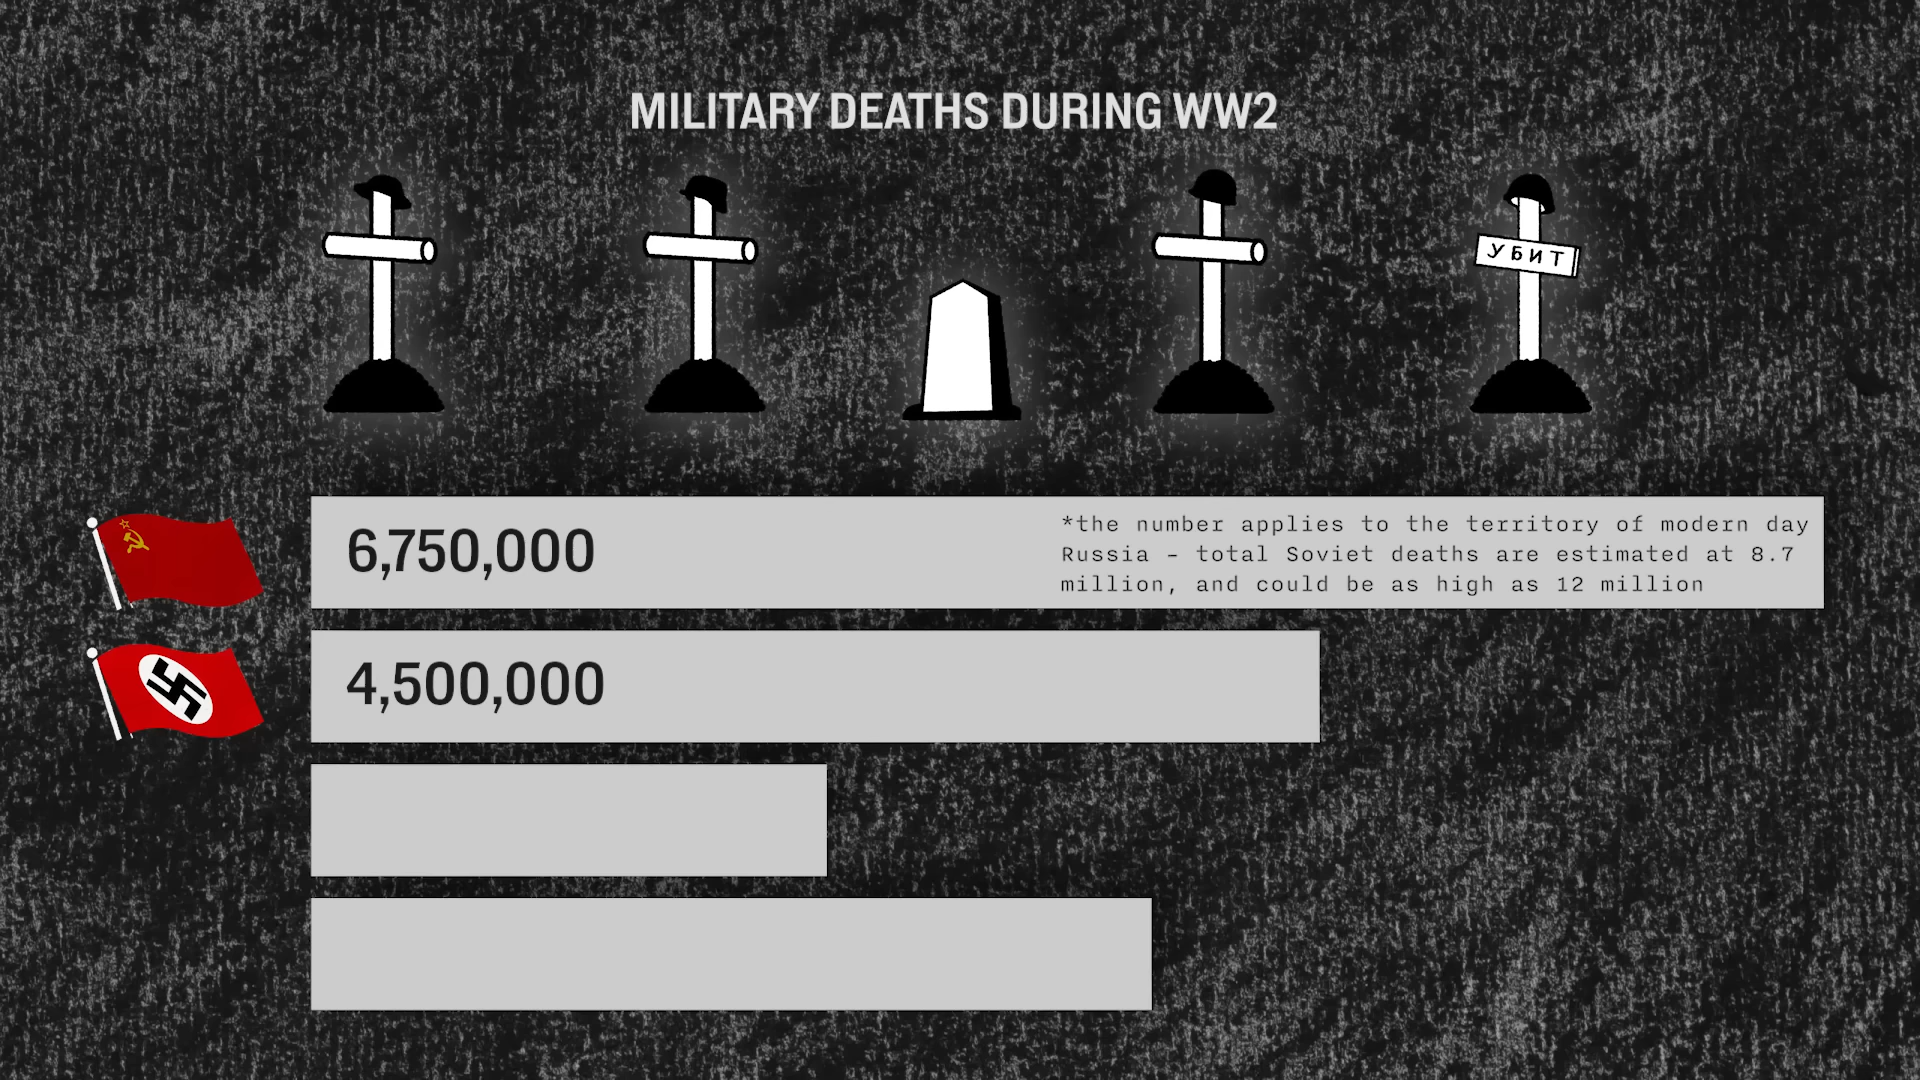 MILITARY DEATHS DURING WW2
УБИТ
6,750,000
*the number applies to the territory of modern day
Russia – total Soviet deaths are estimated at 8.7
million, and could be as high as 12 million
4,500,000